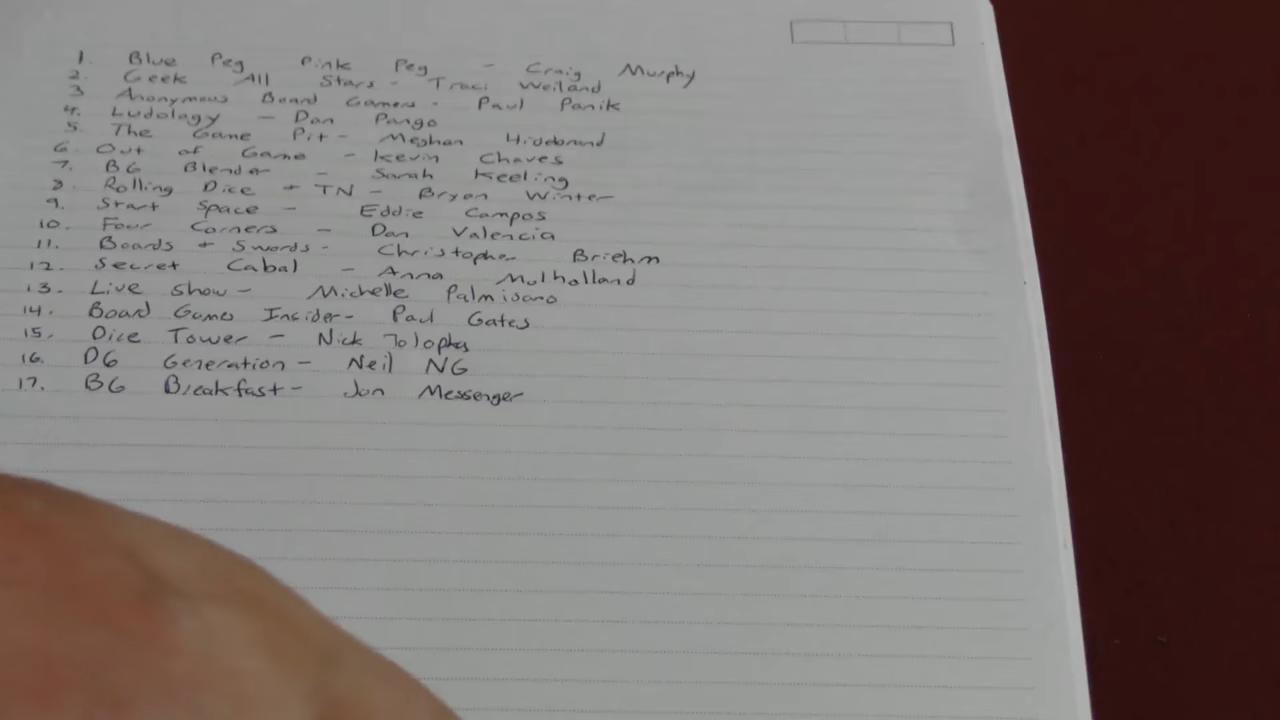 1. Blue Peg Pink Peg - Craig Murphy
2. Geek All Stars - Traci Weiland
3 Anonymous Board Gamers - Paul Panik
4. Ludology - Dan Pango
5. The Game Pit - Meghan Hildebrand
6. Out of Game - Kevin Chaves
7. BG Blender - Sarah Keeling
8. Rolling Dice + TN - Bryan Winter
9. Start Space - Eddie Campos
10. Four Corners - Dan Valencia
11. Boards + Swords - Christopher Briehm
12. Secret Cabal - Anna Mulholland
13. Live Show - Michelle Palmisano
14. Board Games Insider - Paul Gates
15. Dice Tower - Nick
16. D6 Generation - Neil NG
17. BG Breakfast - Jon Messenger